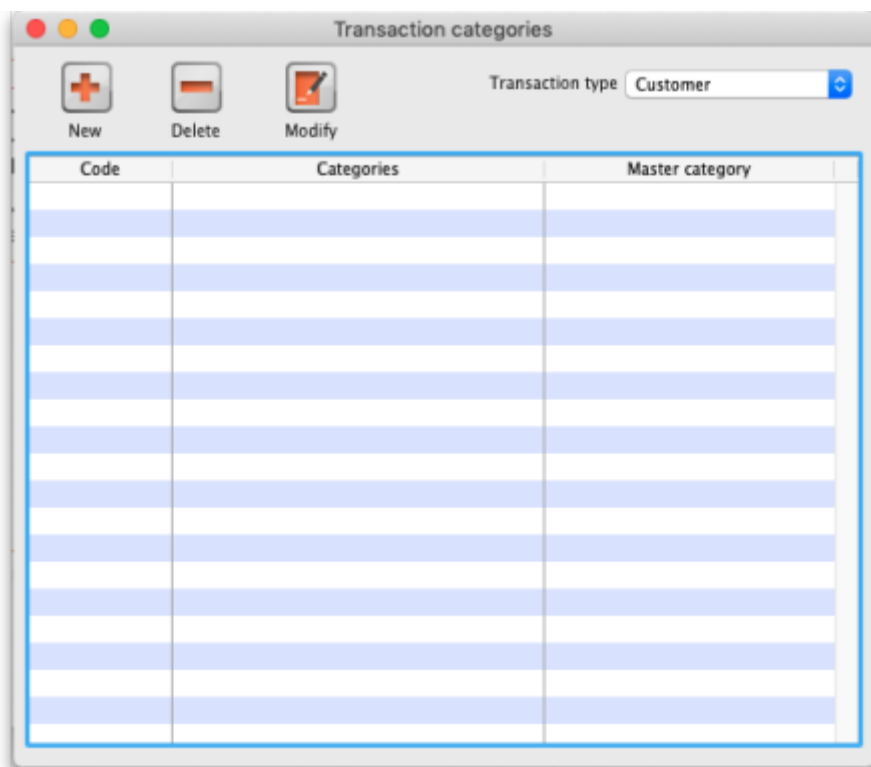 Transaction categories
Transaction type Customer
New Delete Modify
Code Categories Master category